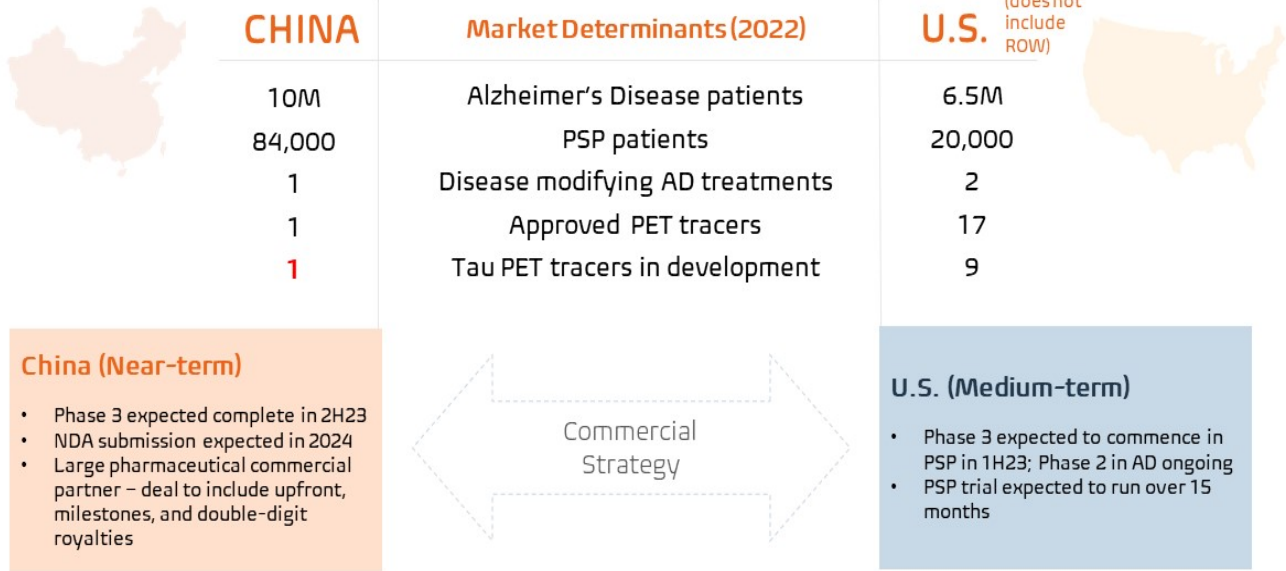 CHINA Market Determinants (2022) U.S. (does not
include
ROW)
10M Alzheimer's Disease patients 6.5M
84,000 PSP patients 20,000
1 Disease modifying AD treatments 2
1 Approved PET tracers 17
1 Tau PET tracers in development 9
China (Near-term)
• Phase 3 expected complete in 2H23
• NDA submission expected in 2024
• Large pharmaceutical commercial
partner – deal to include upfront,
milestones, and double-digit
royalties
Commercial
Strategy
U.S. (Medium-term)
• Phase 3 expected to commence in
PSP in 1H23; Phase 2 in AD ongoing
• PSP trial expected to run over 15
months